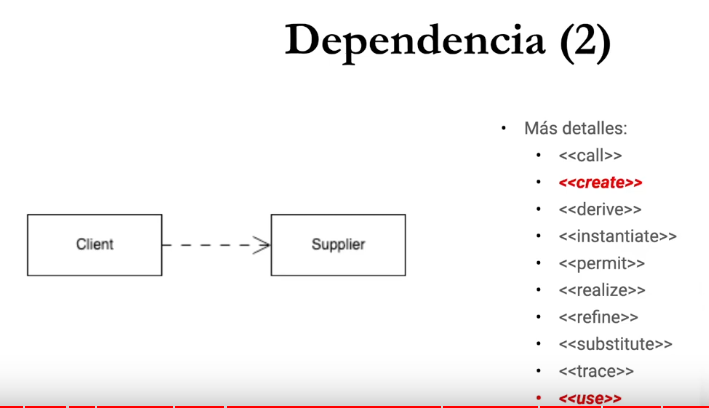 Dependencia (2)
Client
Supplier
• Más detalles:
• <<call>>
• <<create>>
• <<derive>>
• <<instantiate>>
• <<permit>>
• <<realize>>
• <<refine>>
• <<substitute>>
• <<trace>>
• <<use>>